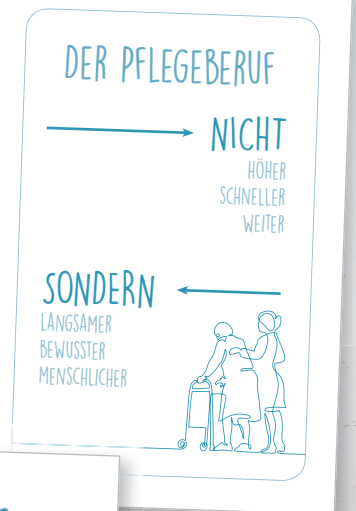 DER PFLEGEBERUF
NICHT
HÖHER
SCHNELLER
WEITER
SONDERN
LANGSAMER
BEWUSSTER
MENSCHLICHER